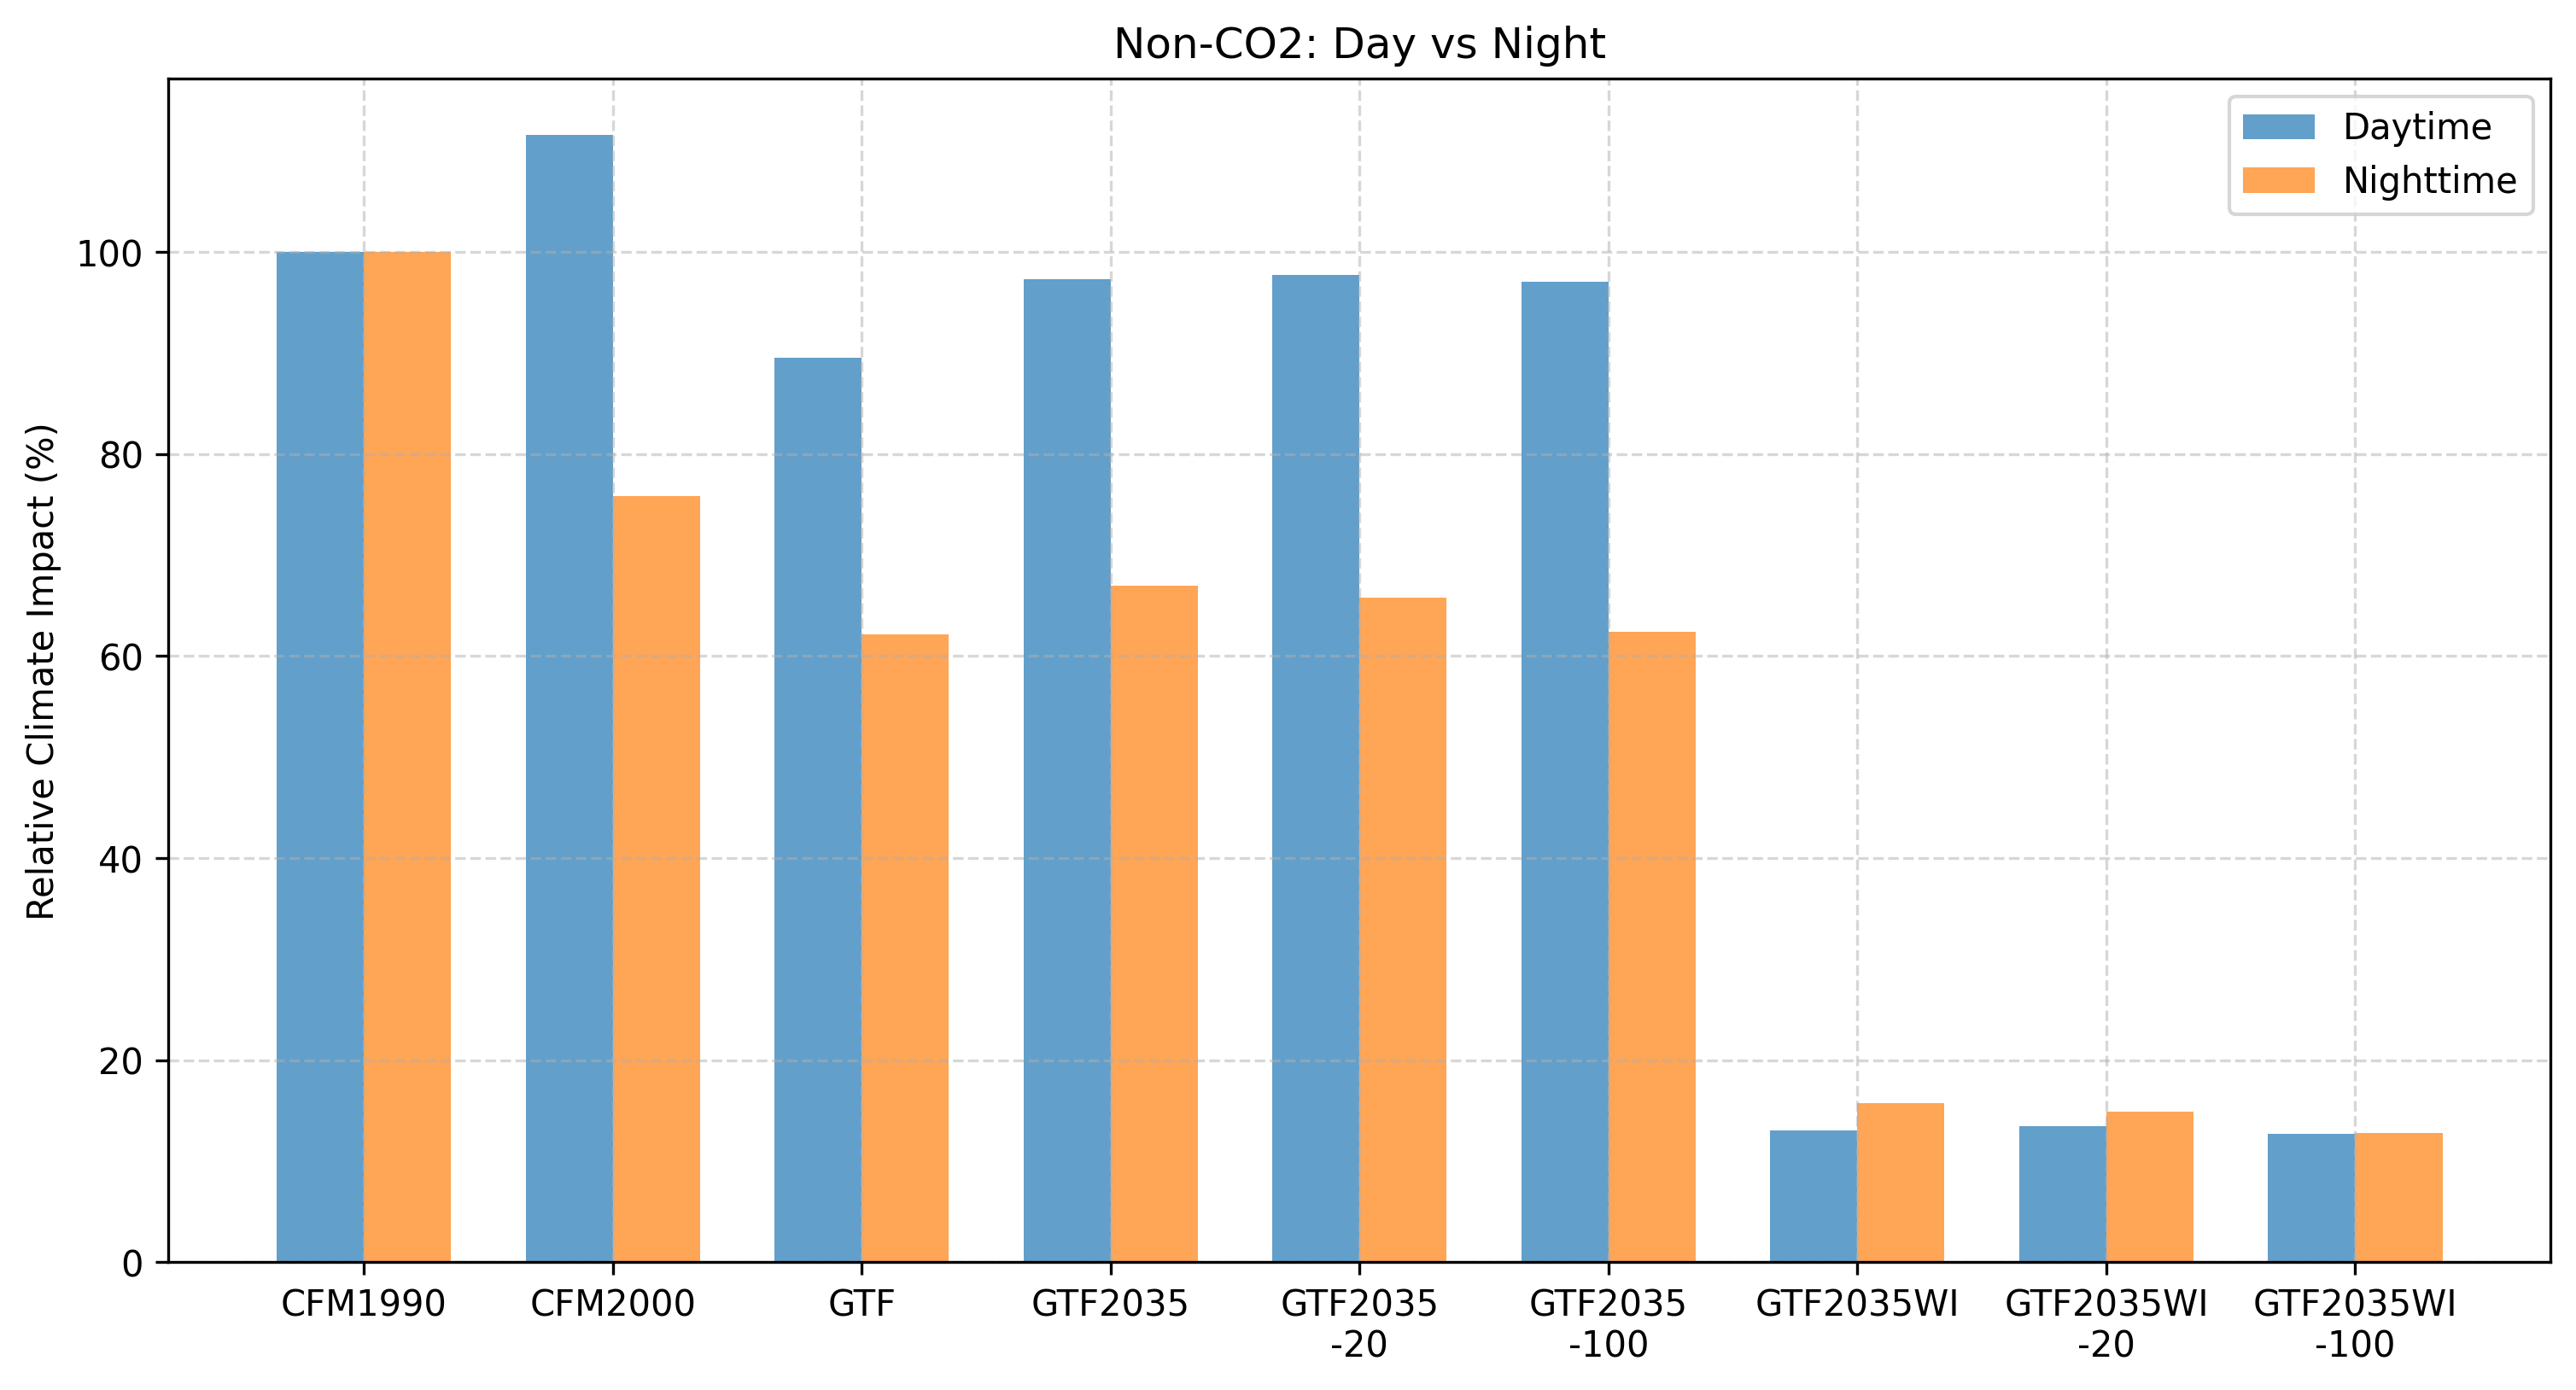 Non-CO2: Day vs Night
Daytime
Nighttime
Relative Climate Impact (%)
100
80
60
40
20
0
CFM1990 CFM2000 GTF GTF2035 GTF2035 GTF2035 GTF2035WI GTF2035WI GTF2035WI
-20 -100 -20 -100